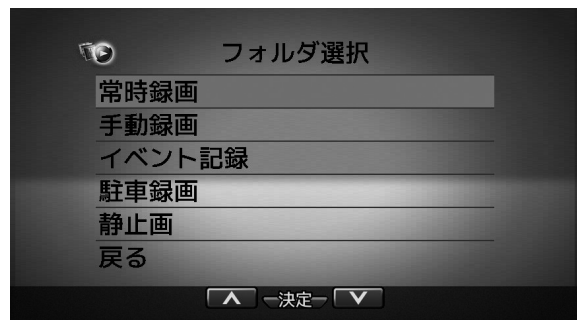 フォルダ選択
常時録画
手動録画
イベント記録
駐車録画
静止画
戻る
決定